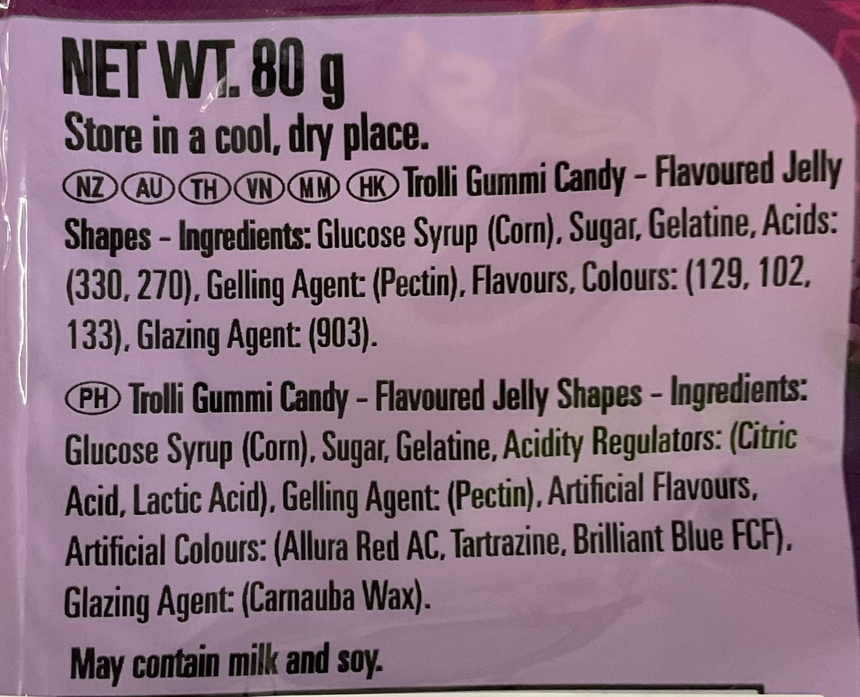 NET WT. 80 g
Store in a cool, dry place.
NZ AU TH VN MM HK Trolli Gummi Candy - Flavoured Jelly
Shapes - Ingredients: Glucose Syrup (Corn), Sugar, Gelatine, Acids:
(330, 270), Gelling Agent: (Pectin), Flavours, Colours: (129, 102,
133), Glazing Agent: (903).
PH Trolli Gummi Candy - Flavoured Jelly Shapes - Ingredients:
Glucose Syrup (Corn), Sugar, Gelatine, Acidity Regulators: (Citric
Acid, Lactic Acid), Gelling Agent: (Pectin), Artificial Flavours,
Artificial Colours: (Allura Red AC, Tartrazine, Brilliant Blue FCF),
Glazing Agent: (Carnauba Wax).
May contain milk and soy.